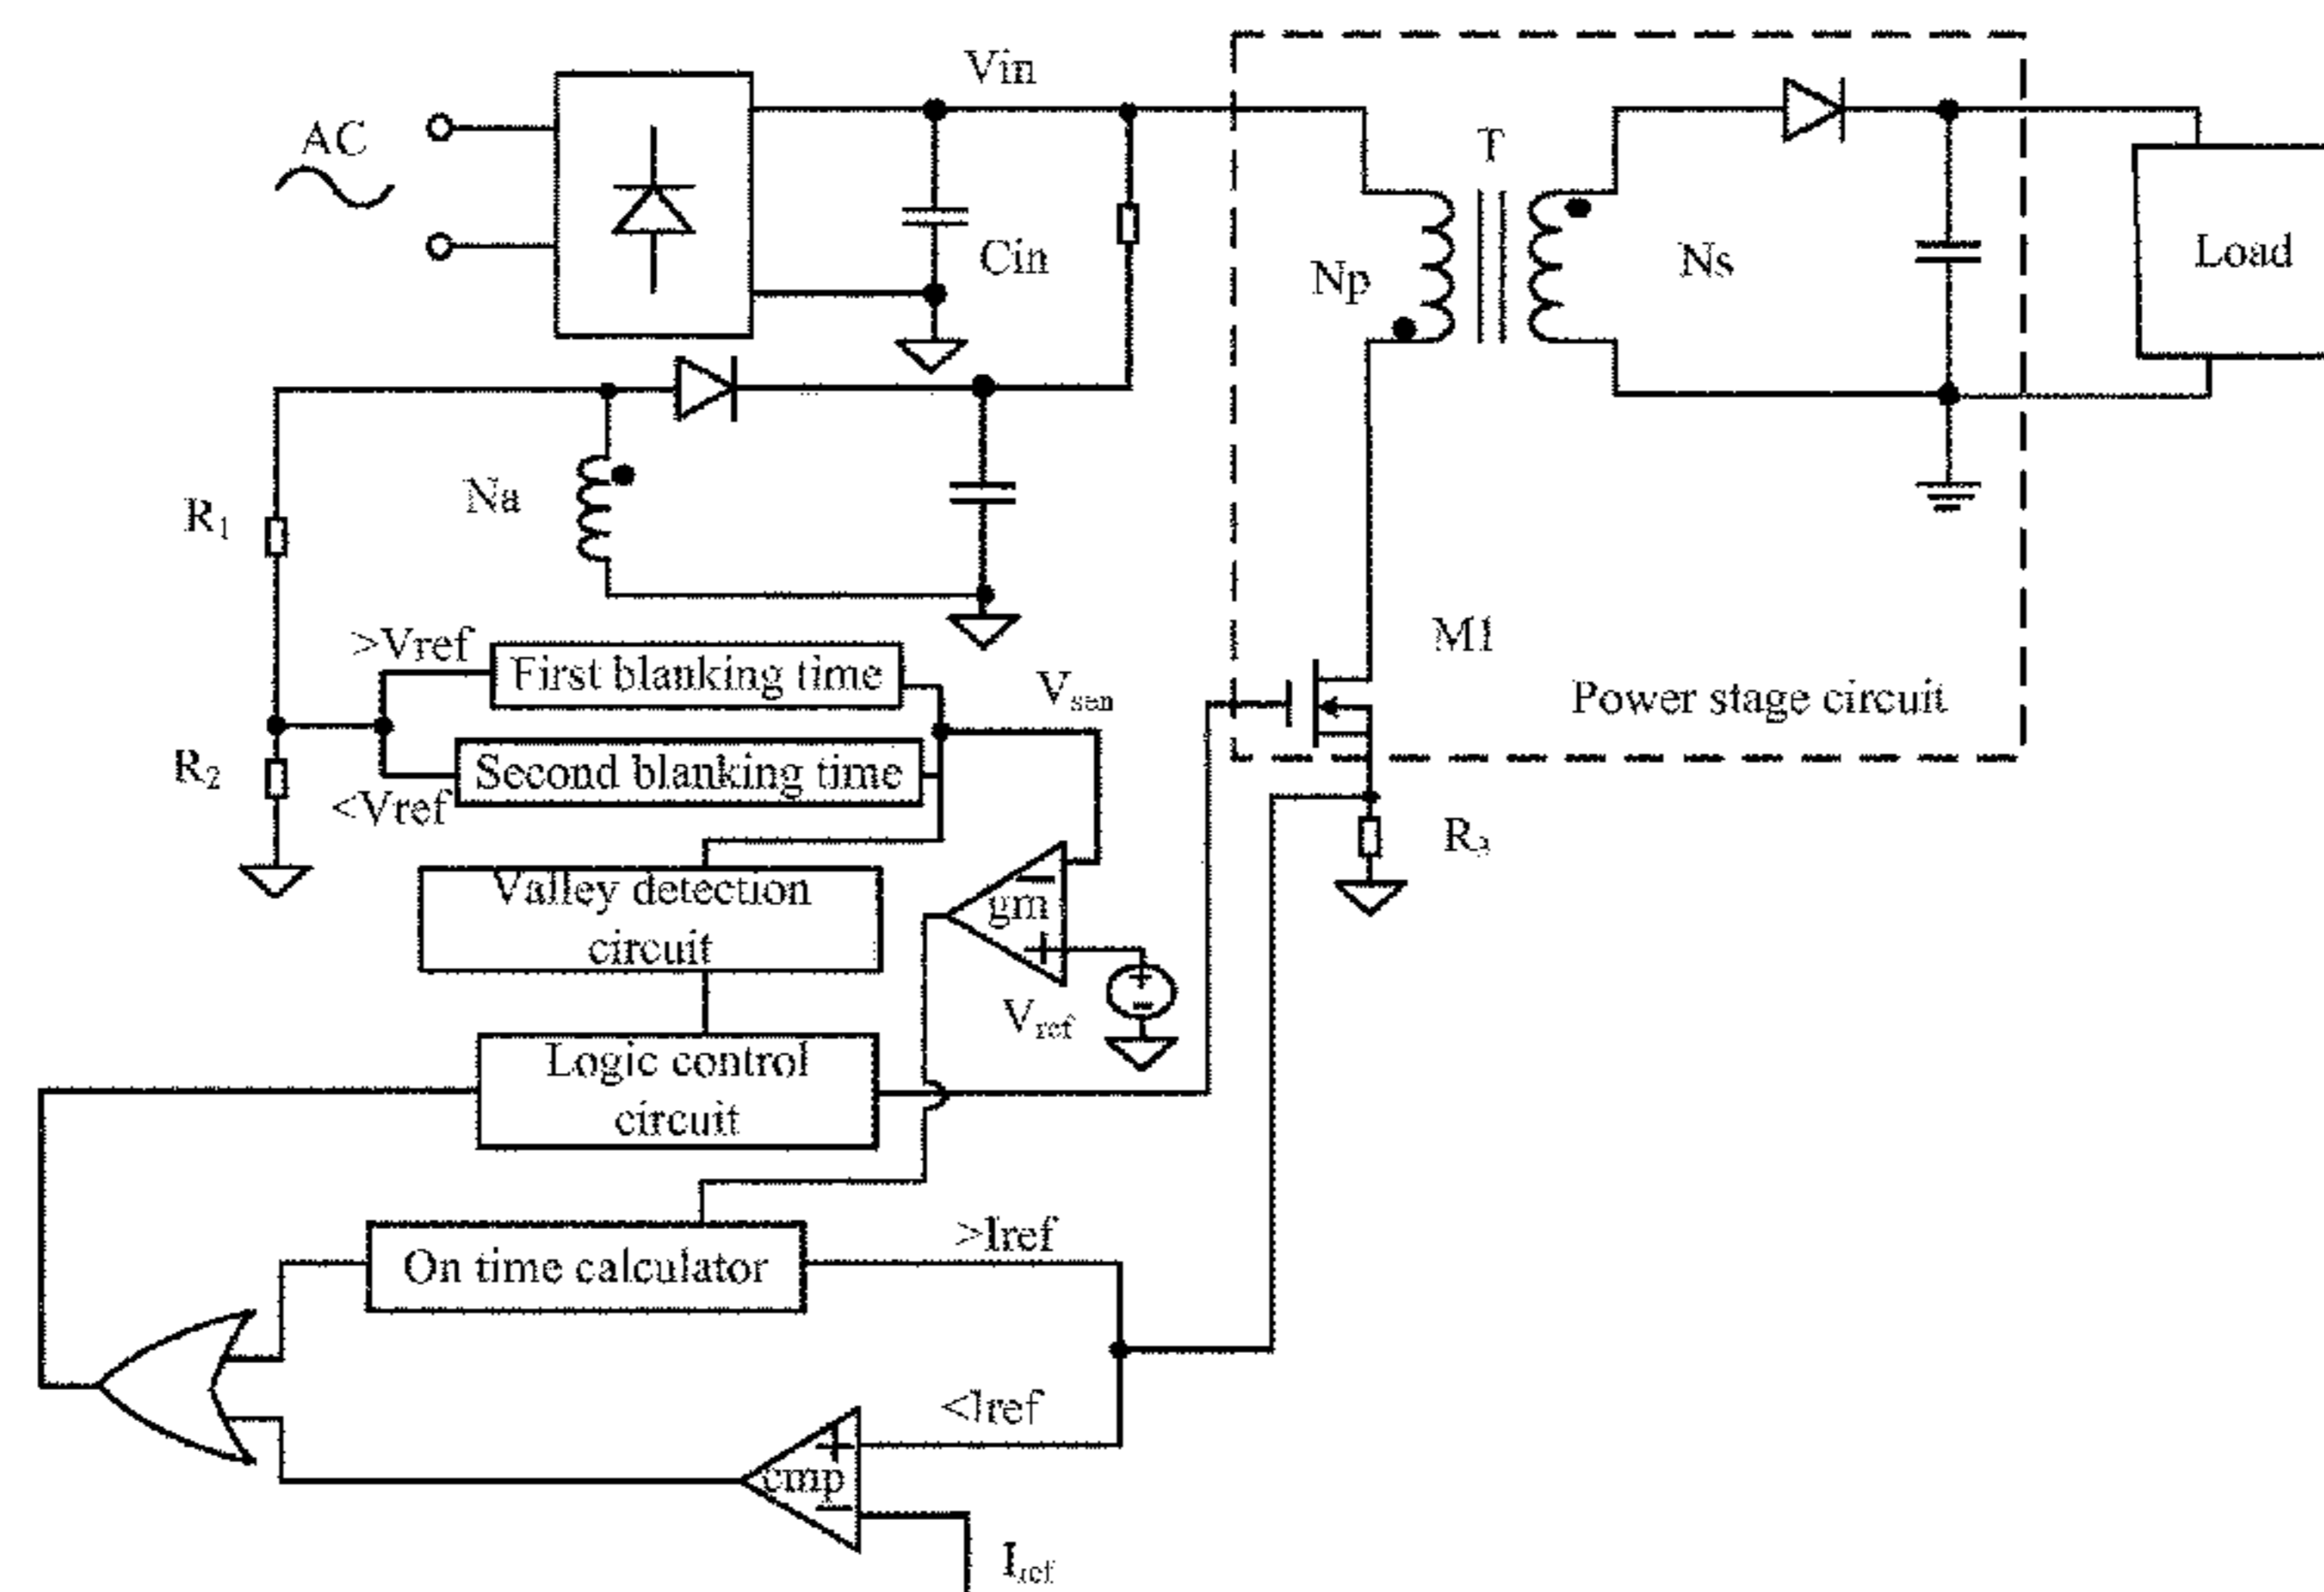 Vin
AC
T
Cin
Np
Ns
Load
Na
R1
M1
>Vref
First blanking time
Vsen
Power stage circuit
R2
Second blanking time
<Vref
R3
Valley detection
circuit
gm
Vref
Logic control
circuit
>Iref
On time calculator
<Iref
cmp
Iref